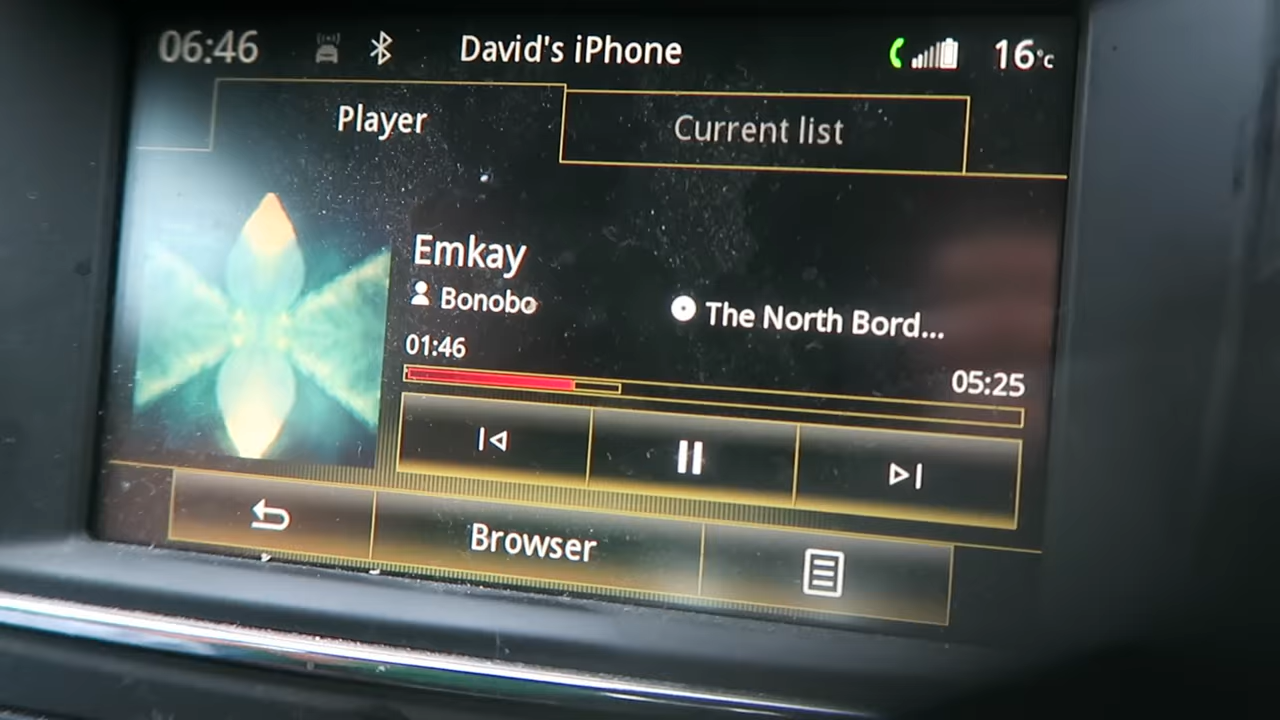 06:46 David's iPhone 16°C
Player Current list
Emkay
Bonobo The North Bord...
01:46
05:25
Browser